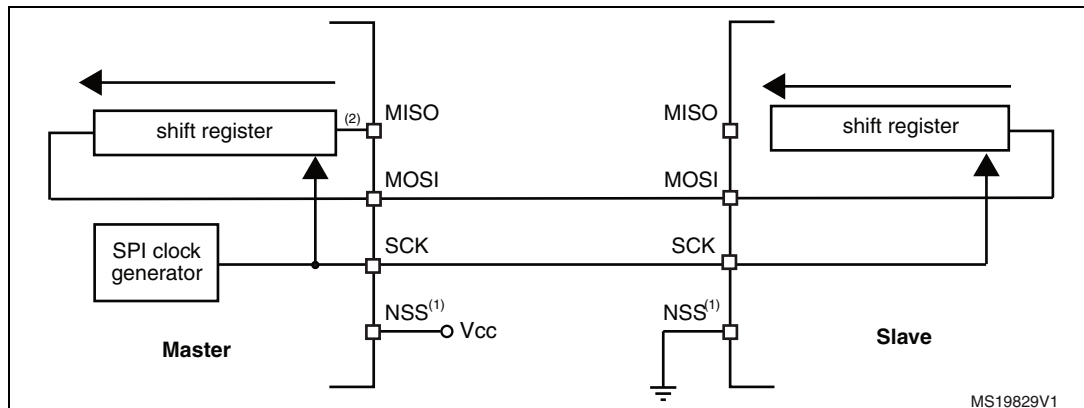 shift register
(2)
MISO
MISO
shift register
MOSI
MOSI
SPI clock
generator
SCK
SCK
NSS(1)
Vcc
NSS(1)
Master
Slave
MS19829V1